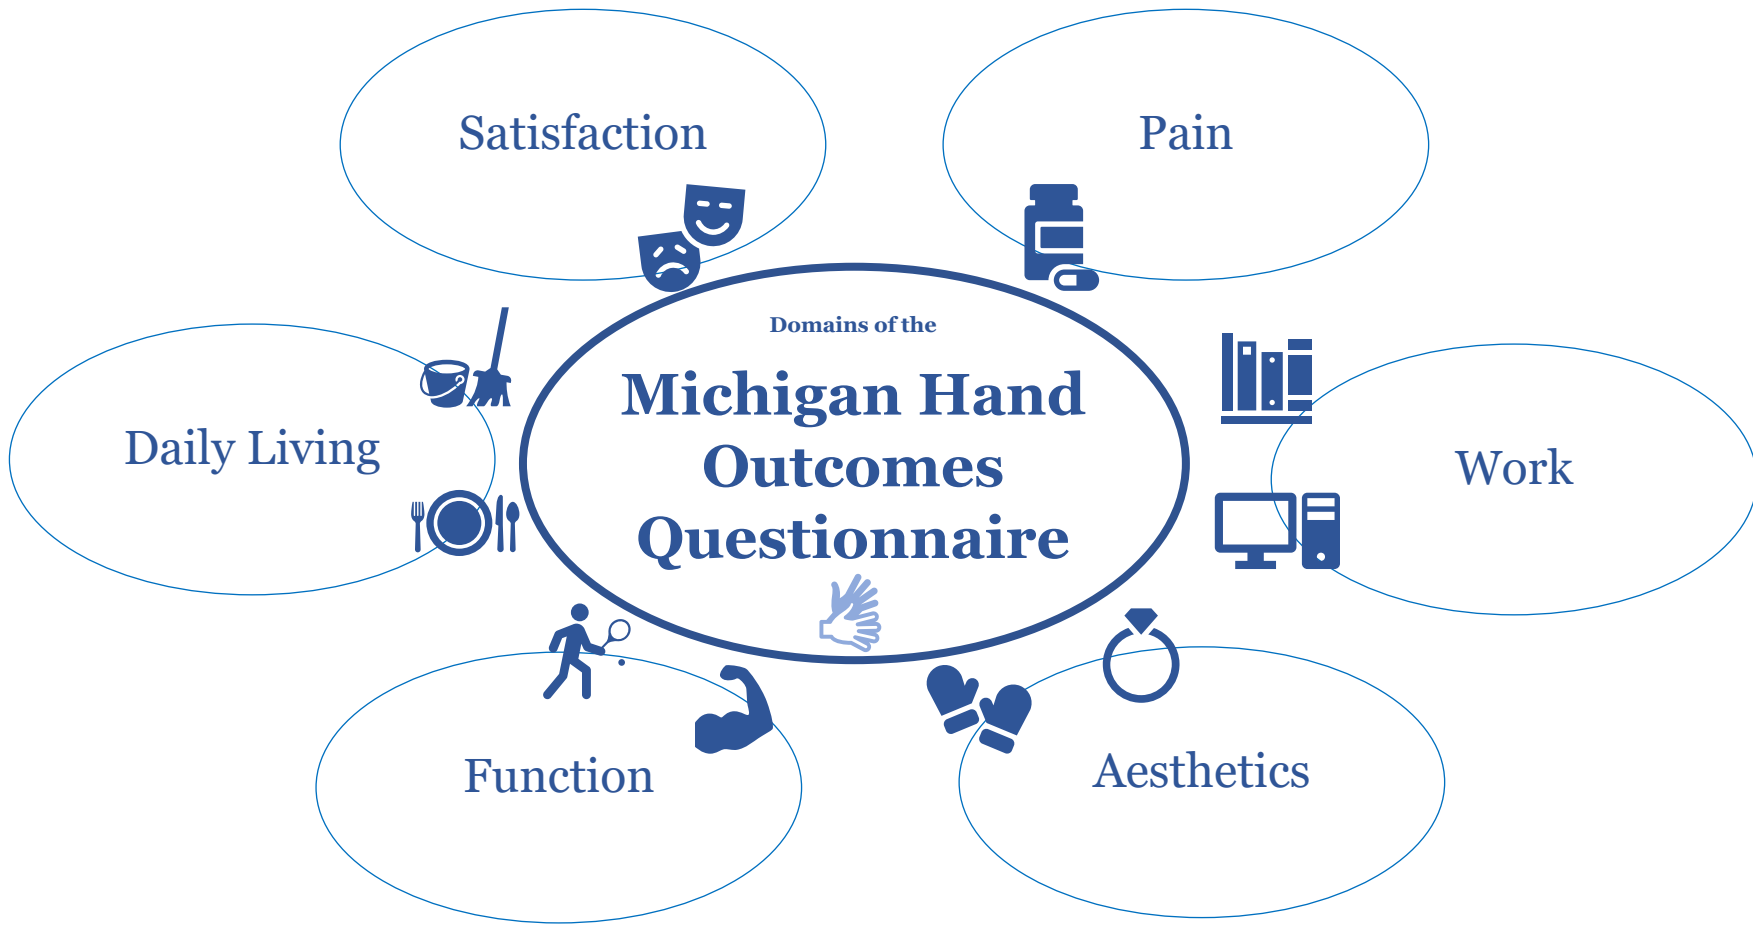 Satisfaction
Pain
Domains of the
Michigan Hand
Outcomes
Questionnaire
Daily Living
Work
Function
Aesthetics